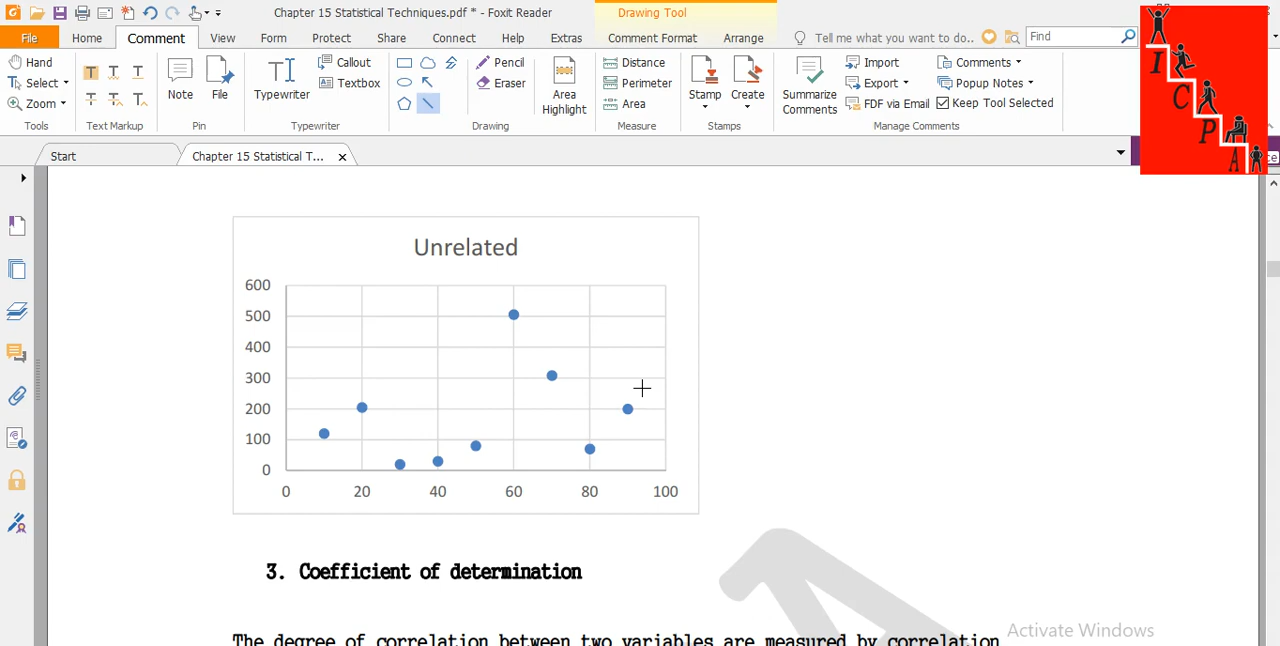 Chapter 15 Statistical Techniques.pdf * - Foxit Reader
Drawing Tool
File Home Comment View Form Protect Share Connect Help Extras Comment Format Arrange Tell me what you want to do.. Find
Hand
Select
Zoom
Tools
Text Markup
Note
File
Pin
Typewriter
Callout
Textbox
Typewriter
Pencil
Eraser
Drawing
Area
Highlight
Distance
Perimeter
Area
Measure
Stamp
Create
Stamps
Summarize
Comments
Import
Export
FDF via Email
Comments
Popup Notes
Keep Tool Selected
Manage Comments
I
C
P
A
Start
Chapter 15 Statistical T...
Unrelated
600
500
400
300
200
100
0
0 20 40 60 80 100
3. Coefficient of determination
The degree of correlation between two variables are measured by correlation
Activate Windows